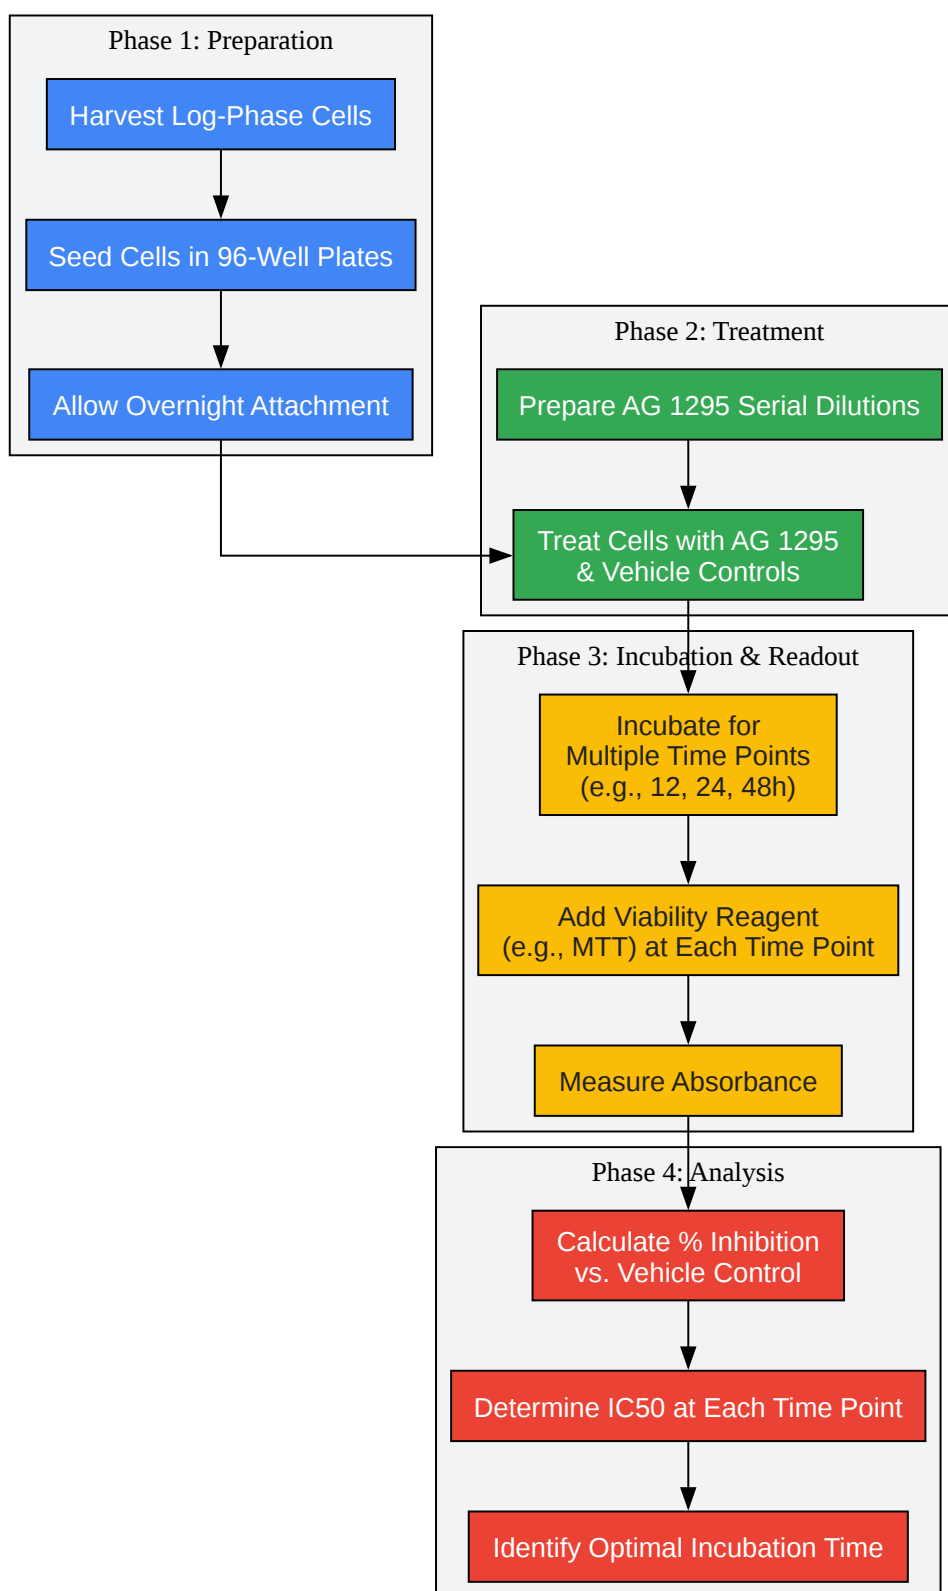 Phase 1: Preparation
Harvest Log-Phase Cells
Seed Cells in 96-Well Plates
Allow Overnight Attachment
Phase 2: Treatment
Prepare AG 1295 Serial Dilutions
Treat Cells with AG 1295
& Vehicle Controls
Phase 3: Incubation & Readout
Incubate for
Multiple Time Points
(e.g., 12, 24, 48h)
Add Viability Reagent
(e.g., MTT) at Each Time Point
Measure Absorbance
Phase 4: Analysis
Calculate % Inhibition
vs. Vehicle Control
Determine IC50 at Each Time Point
Identify Optimal Incubation Time